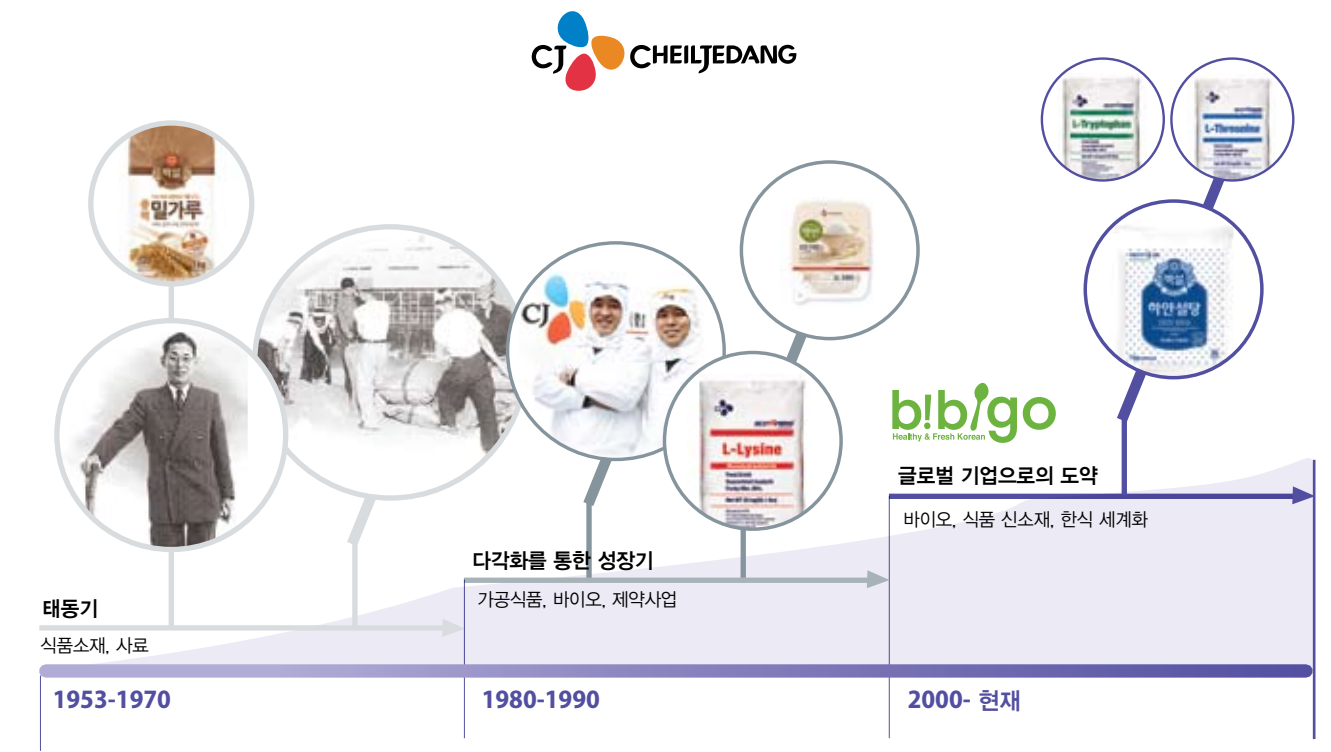 CJ CHEILJEDANG
밀가루
CJ
L-Lysine
L-Tryptophan
L-Threonine
하얀설탕
b!b!go
Healthy & Fresh Korean
글로벌 기업으로의 도약
바이오, 식품 신소재, 한식 세계화
다각화를 통한 성장기
가공식품, 바이오, 제약사업
태동기
식품소재, 사료
1953-1970
1980-1990
2000- 현재